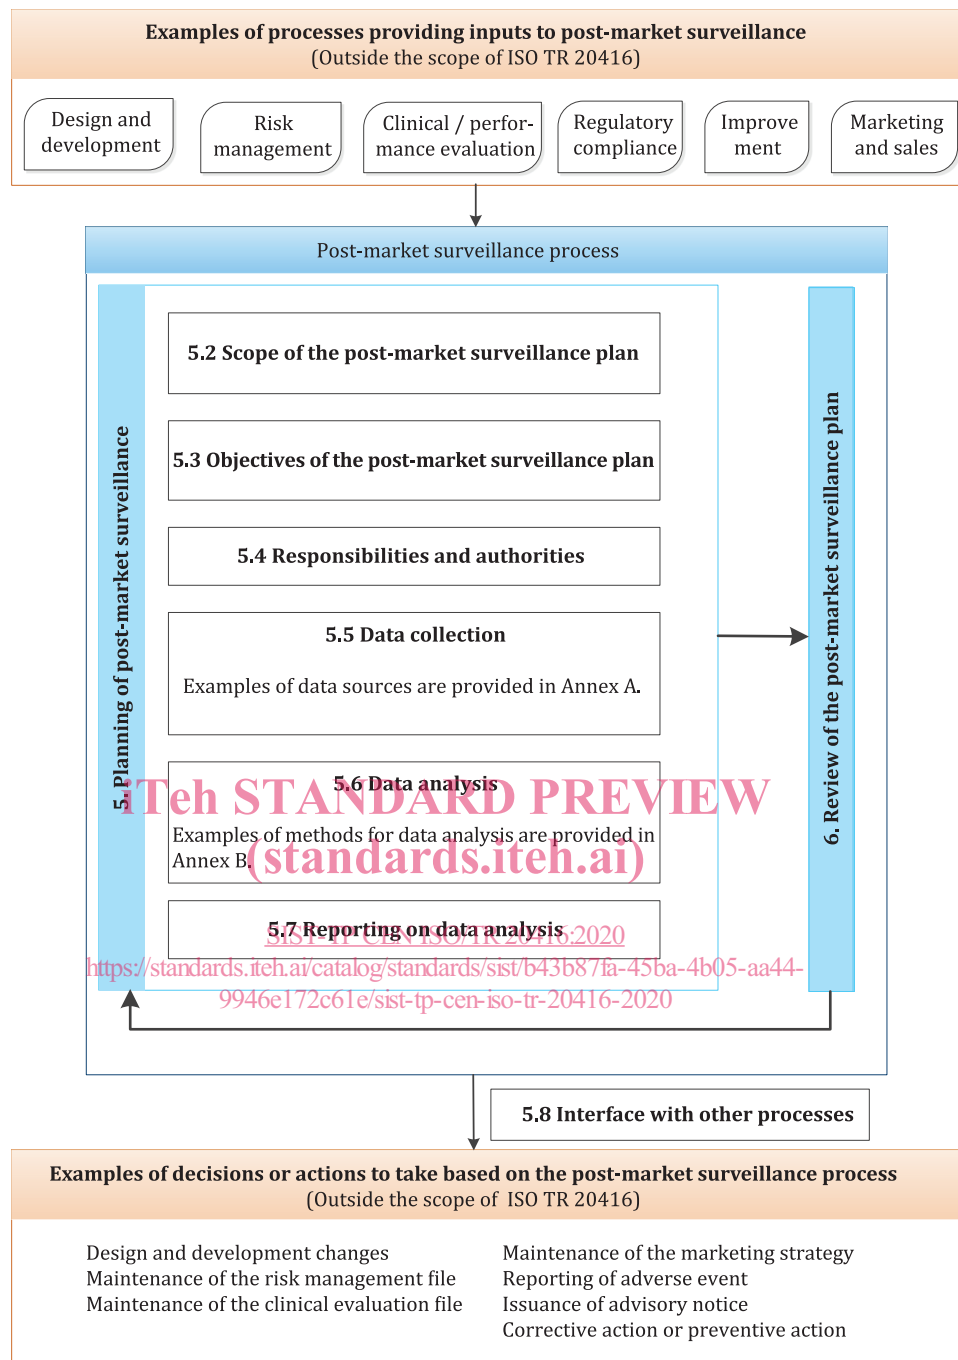 Examples of processes providing inputs to post-market surveillance
(Outside the scope of ISO TR 20416)
Design and
development
Risk
management
Clinical / perfor-
mance evaluation
Regulatory
compliance
Improve
ment
Marketing
and sales
Post-market surveillance process
5. Planning of post-market surveillance
5.2 Scope of the post-market surveillance plan
5.3 Objectives of the post-market surveillance plan
5.4 Responsibilities and authorities
5.5 Data collection
Examples of data sources are provided in Annex A.
5.6 Data analysis
Examples of methods for data analysis are provided in
Annex B.
5.7 Reporting on data analysis
6. Review of the post-market surveillance plan
iTeh STANDARD PREVIEW
(standards.iteh.ai)
SIST-TP CEN ISO/TR 20416:2020
https://standards.iteh.ai/catalog/standards/sist/b43b87fa-45ba-4b05-aa44-
9946e172c61e/sist-tp-cen-iso-tr-20416-2020
5.8 Interface with other processes
Examples of decisions or actions to take based on the post-market surveillance process
(Outside the scope of ISO TR 20416)
Design and development changes
Maintenance of the risk management file
Maintenance of the clinical evaluation file
Maintenance of the marketing strategy
Reporting of adverse event
Issuance of advisory notice
Corrective action or preventive action